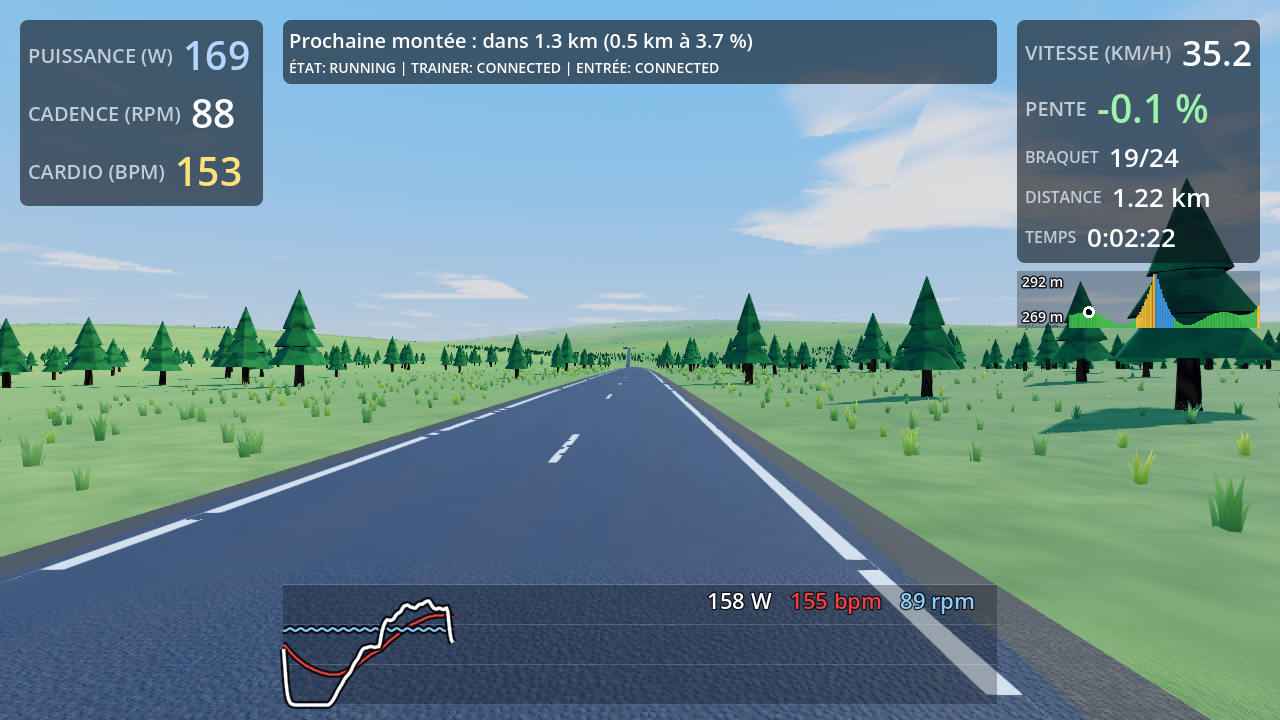 PUISSANCE (W) 169
CADENCE (RPM) 88
CARDIO (BPM) 153
Prochaine montée : dans 1.3 km (0.5 km à 3.7 %)
ÉTAT: RUNNING | TRAINER: CONNECTED | ENTRÉE: CONNECTED
VITESSE (KM/H) 35.2
PENTE -0.1 %
BRAQUET 19/24
DISTANCE 1.22 km
TEMPS 0:02:22
292 m
269 m
158 W 155 bpm 89 rpm